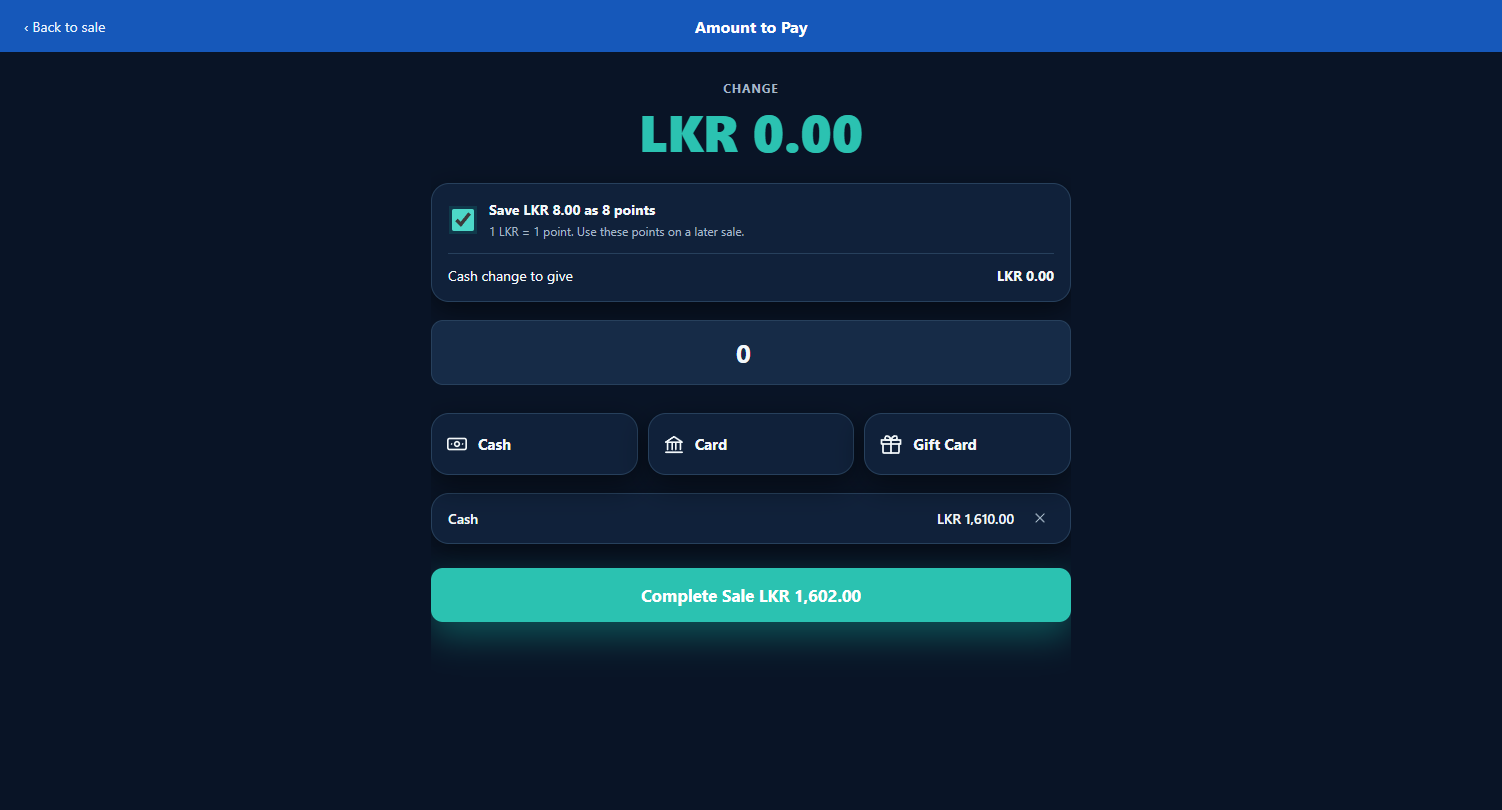 ‹ Back to sale
Amount to Pay
CHANGE
LKR 0.00
Save LKR 8.00 as 8 points
1 LKR = 1 point. Use these points on a later sale.
Cash change to give LKR 0.00
0
Cash Card Gift Card
Cash LKR 1,610.00 ×
Complete Sale LKR 1,602.00